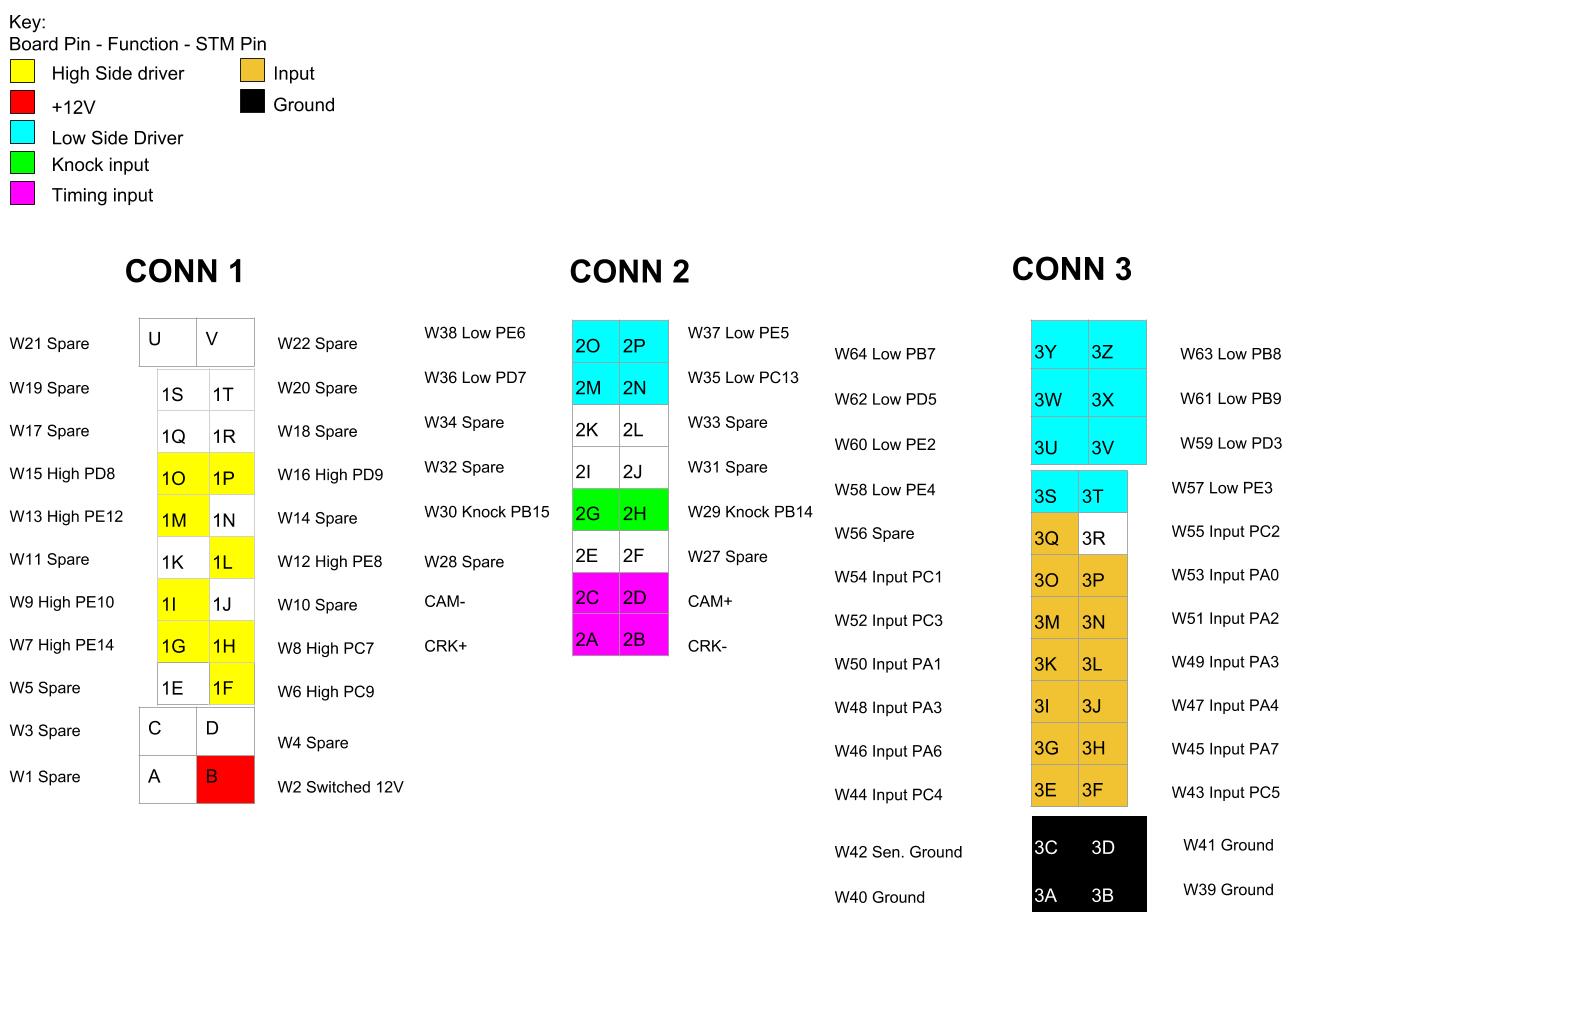 Key:
Board Pin - Function - STM Pin
High Side driver Input
+12V Ground
Low Side Driver
Knock input
Timing input
CONN 1 CONN 2 CONN 3
W21 Spare U V W22 Spare
W19 Spare 1S 1T W20 Spare
W17 Spare 1Q 1R W18 Spare
W15 High PD8 1O 1P W16 High PD9
W13 High PE12 1M 1N W14 Spare
W11 Spare 1K 1L W12 High PE8
W9 High PE10 1I 1J W10 Spare
W7 High PE14 1G 1H W8 High PC7
W5 Spare 1E 1F W6 High PC9
W3 Spare C D W4 Spare
W1 Spare A B W2 Switched 12V
W38 Low PE6 2O 2P W37 Low PE5
W36 Low PD7 2M 2N W35 Low PC13
W34 Spare 2K 2L W33 Spare
W32 Spare 2I 2J W31 Spare
W30 Knock PB15 2G 2H W29 Knock PB14
W28 Spare 2E 2F W27 Spare
CAM- 2C 2D CAM+
CRK+ 2A 2B CRK-
W64 Low PB7 3Y 3Z W63 Low PB8
W62 Low PD5 3W 3X W61 Low PB9
W60 Low PE2 3U 3V W59 Low PD3
W58 Low PE4 3S 3T W57 Low PE3
W56 Spare 3Q 3R W55 Input PC2
W54 Input PC1 3O 3P W53 Input PA0
W52 Input PC3 3M 3N W51 Input PA2
W50 Input PA1 3K 3L W49 Input PA3
W48 Input PA3 3I 3J W47 Input PA4
W46 Input PA6 3G 3H W45 Input PA7
W44 Input PC4 3E 3F W43 Input PC5
W42 Sen. Ground 3C 3D W41 Ground
W40 Ground 3A 3B W39 Ground